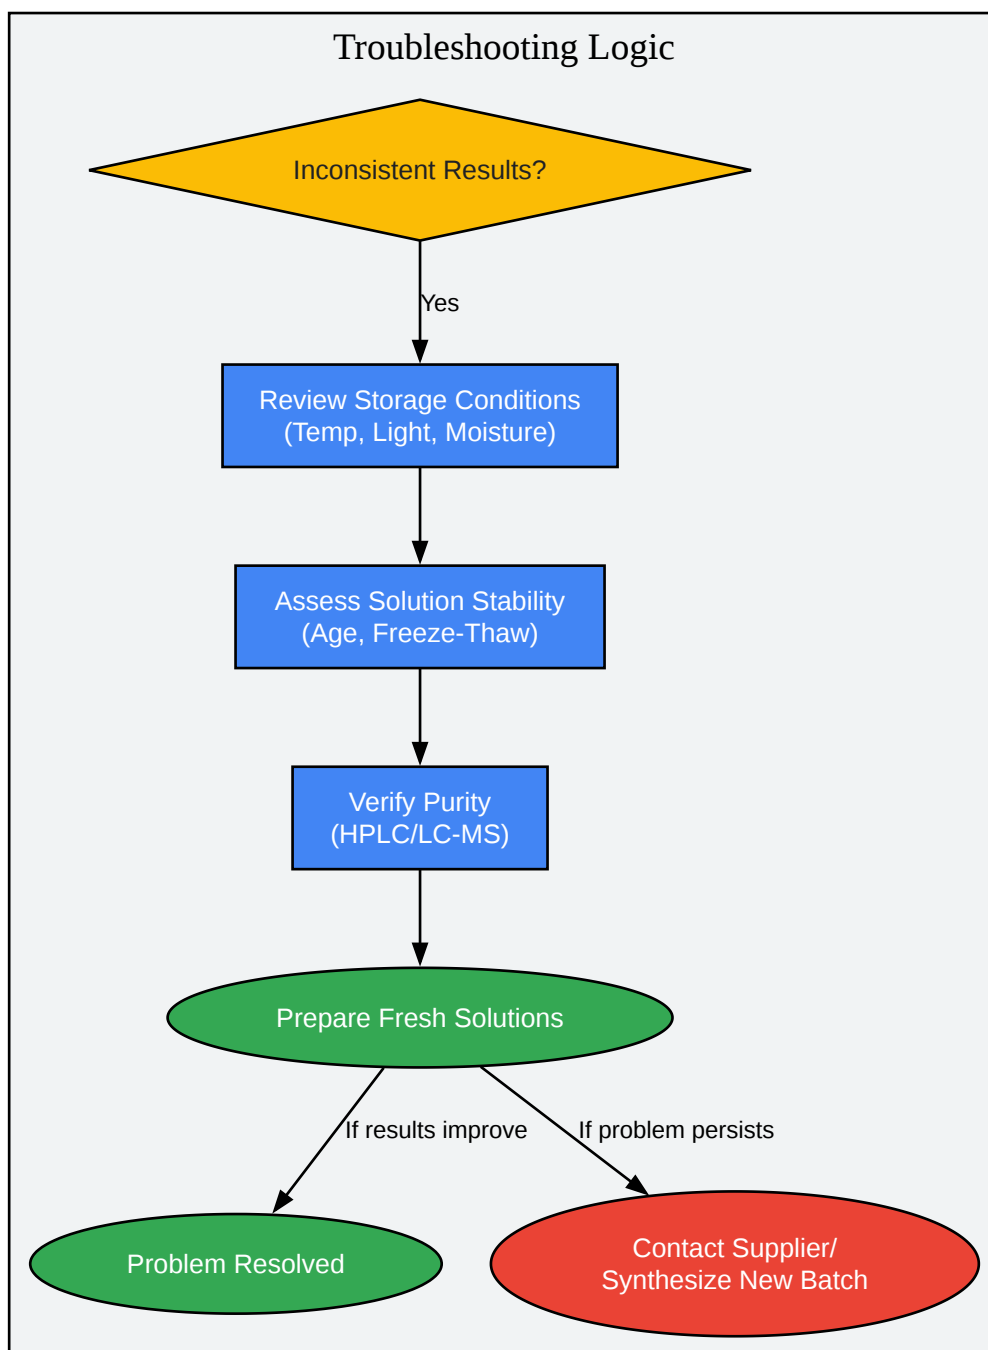 Troubleshooting Logic
Inconsistent Results?
Yes
Review Storage Conditions
(Temp, Light, Moisture)
Assess Solution Stability
(Age, Freeze-Thaw)
Verify Purity
(HPLC/LC-MS)
Prepare Fresh Solutions
If results improve
If problem persists
Problem Resolved
Contact Supplier/
Synthesize New Batch